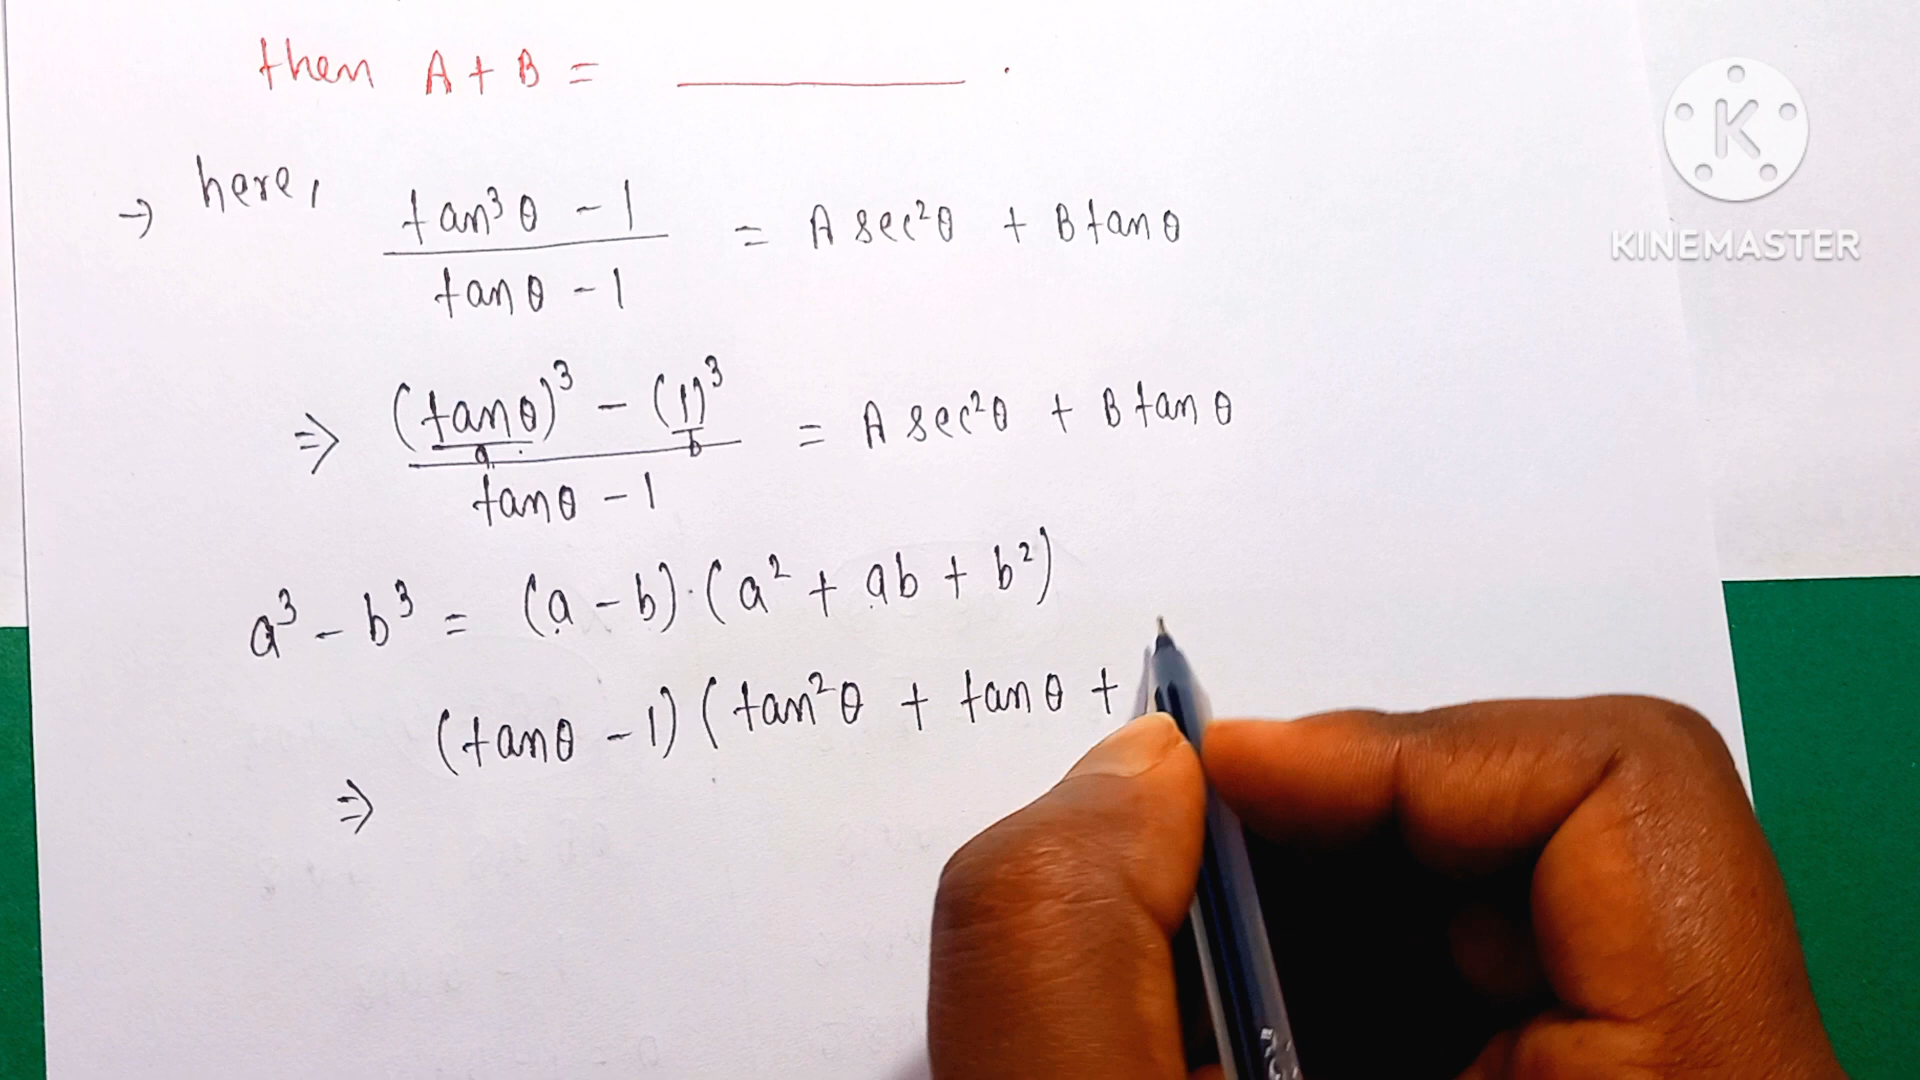 then A + B = ________ .
→ here, tan³θ - 1 / tanθ - 1 = A sec²θ + B tanθ
⇒ (tanθ)³ - (1)³ / tanθ - 1 = A sec²θ + B tanθ
a b
a³ - b³ = (a - b)·(a² + ab + b²)
⇒ (tanθ - 1)(tan²θ + tanθ +
K
KINEMASTER